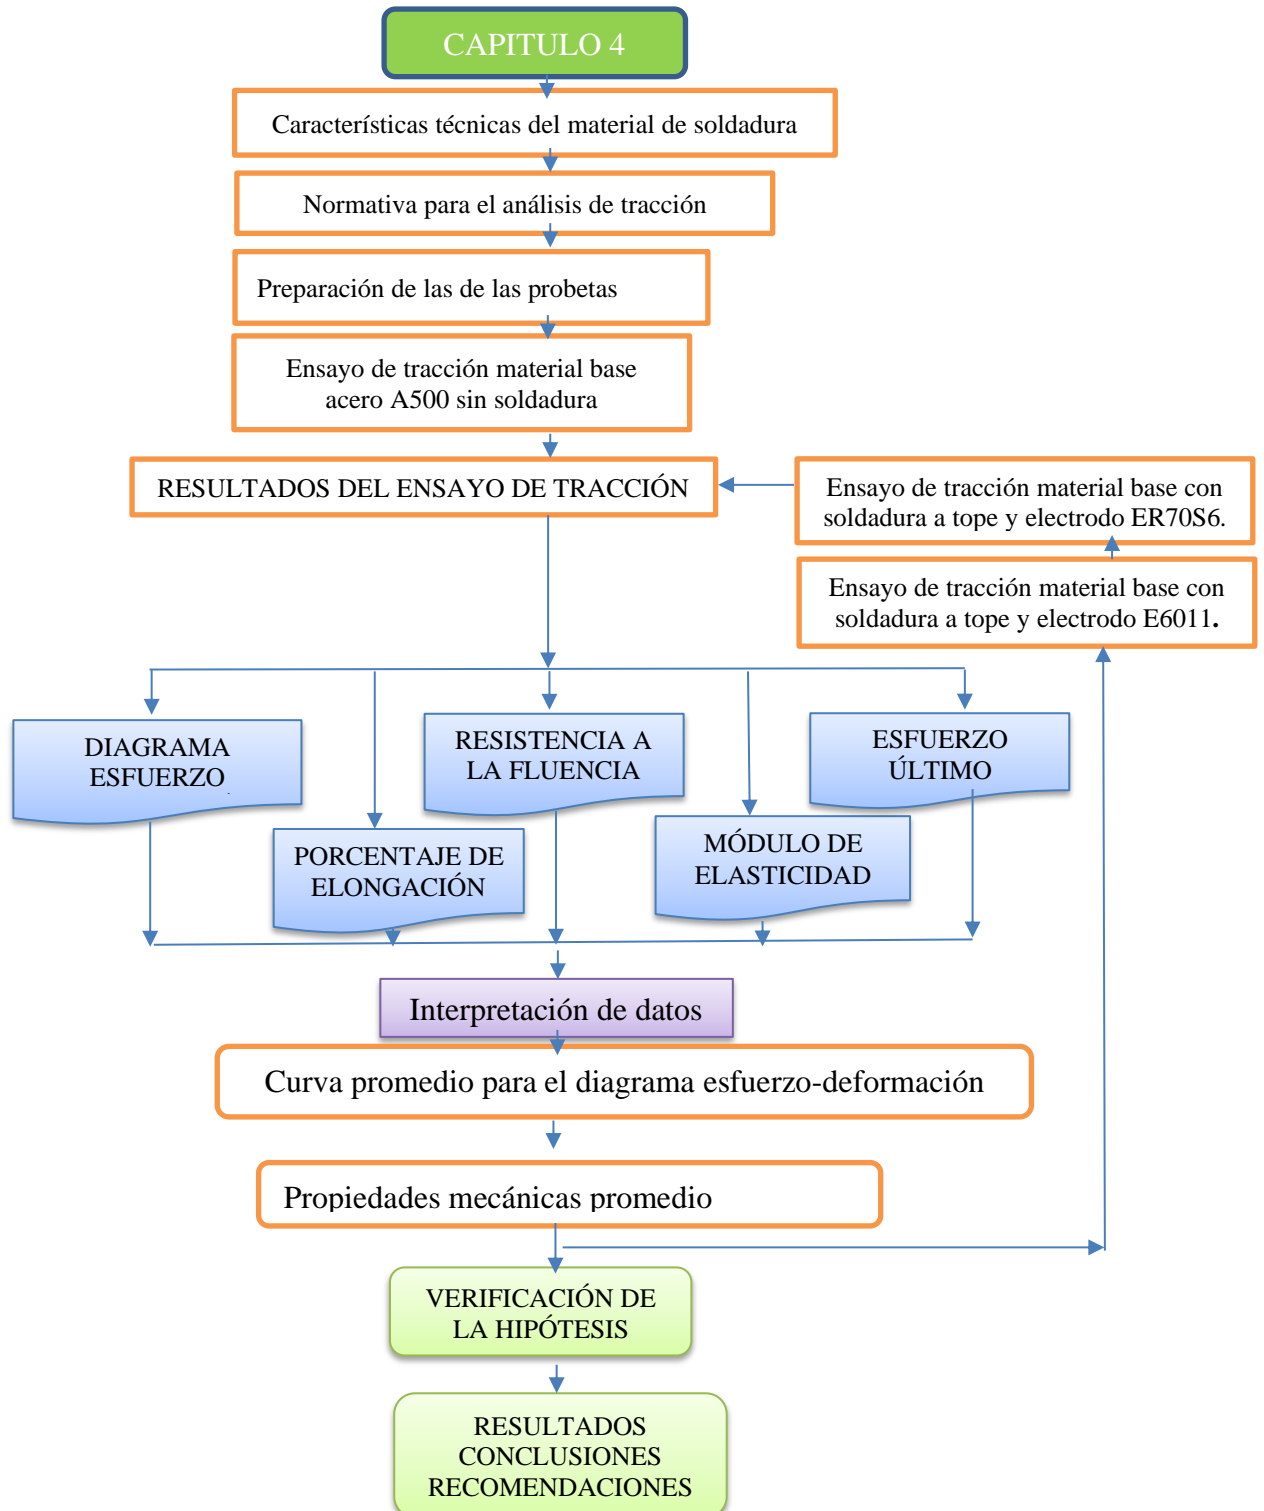 CAPITULO 4
Características técnicas del material de soldadura
Normativa para el análisis de tracción
Preparación de las de las probetas
Ensayo de tracción material base
acero A500 sin soldadura
RESULTADOS DEL ENSAYO DE TRACCIÓN
Ensayo de tracción material base con
soldadura a tope y electrodo ER70S6.
Ensayo de tracción material base con
soldadura a tope y electrodo E6011.
DIAGRAMA
ESFUERZO
RESISTENCIA A
LA FLUENCIA
ESFUERZO
ÚLTIMO
PORCENTAJE DE
ELONGACIÓN
MÓDULO DE
ELASTICIDAD
Interpretación de datos
Curva promedio para el diagrama esfuerzo-deformación
Propiedades mecánicas promedio
VERIFICACIÓN DE
LA HIPÓTESIS
RESULTADOS
CONCLUSIONES
RECOMENDACIONES